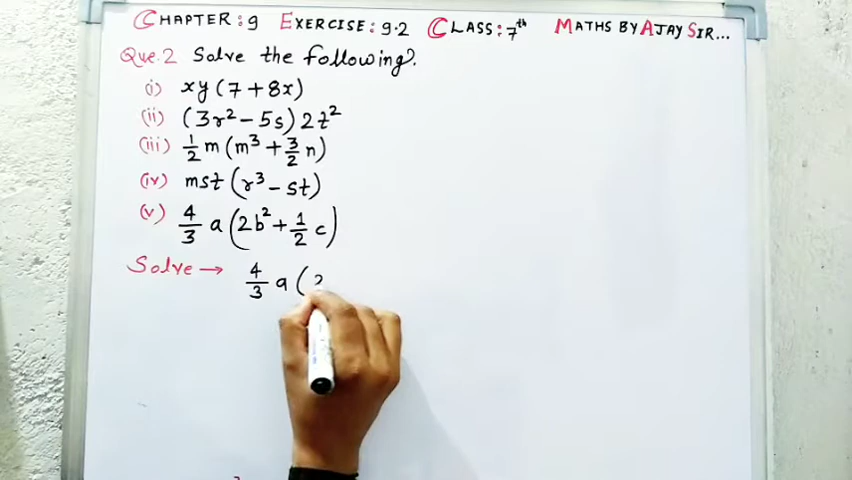 CHAPTER:9 EXERCISE:9.2 CLASS:7th MATHS BY AJAY SIR...
Que.2 Solve the following.
(i) xy(7+8x)
(ii) (3r²-5s)2t²
(iii) 1/2 m(m³+3/2 n)
(iv) mst(r³-st)
(v) 4/3 a(2b²+1/2 c)
Solve → 4/3 a(2